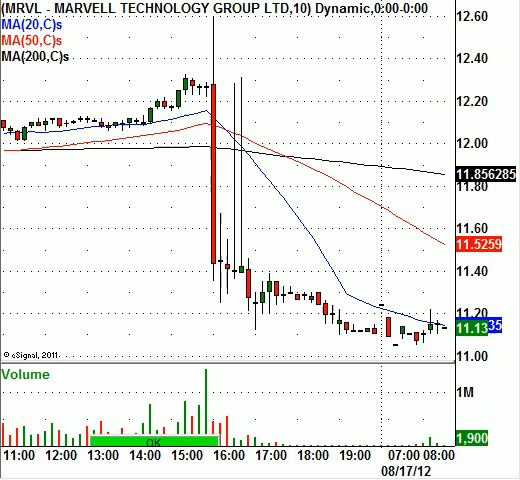 (MRVL - MARVELL TECHNOLOGY GROUP LTD,10) Dynamic,0:00-0:00
MA(20,C)s
MA(50,C)s
MA(200,C)s
12.60
12.40
12.20
12.00
11.856285
11.80
11.60
11.5259
11.40
11.20
11.13
35
11.00
© eSignal, 2011
Volume
1M
1,900
OK
11:00 12:00 13:00 14:00 15:00 16:00 17:00 18:00 19:00 07:00 08:00
08/17/12